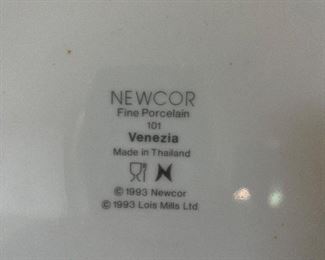 NEWCOR
Fine Porcelain
101
Venezia
Made in Thailand
© 1993 Newcor
© 1993 Lois Mills Ltd